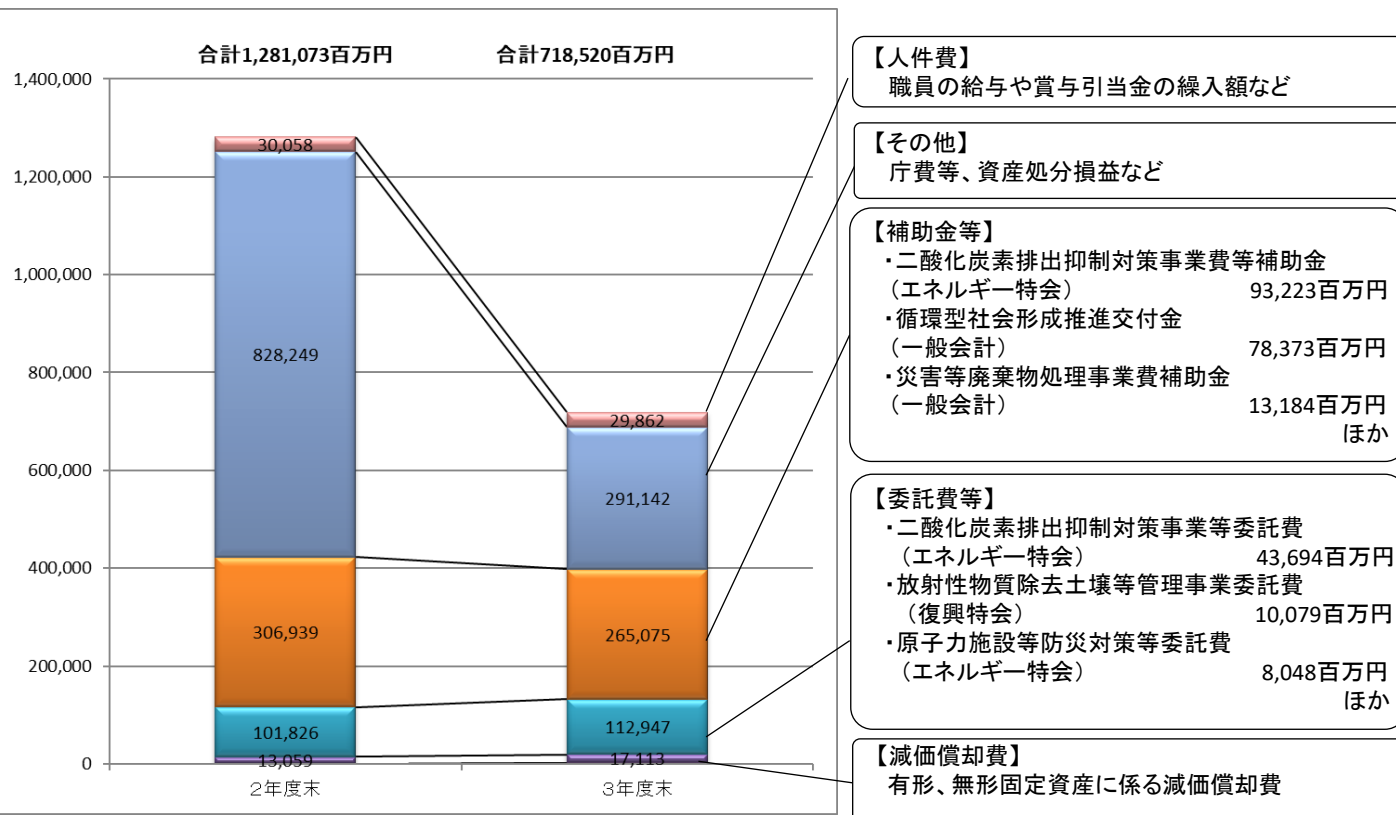 合計1,281,073百万円
合計718,520百万円
1,400,000
1,200,000
1,000,000
800,000
600,000
400,000
200,000
0
30,058
828,249
306,939
101,826
13,059
２年度末
29,862
291,142
265,075
112,947
17,113
３年度末
【人件費】
職員の給与や賞与引当金の繰入額など
【その他】
庁費等、資産処分損益など
【補助金等】
・二酸化炭素排出抑制対策事業費等補助金
（エネルギー特会） 93,223百万円
・循環型社会形成推進交付金
（一般会計） 78,373百万円
・災害等廃棄物処理事業費補助金
（一般会計） 13,184百万円
ほか
【委託費等】
・二酸化炭素排出抑制対策事業等委託費
（エネルギー特会） 43,694百万円
・放射性物質除去土壌等管理事業委託費
（復興特会） 10,079百万円
・原子力施設等防災対策等委託費
（エネルギー特会） 8,048百万円
ほか
【減価償却費】
有形、無形固定資産に係る減価償却費